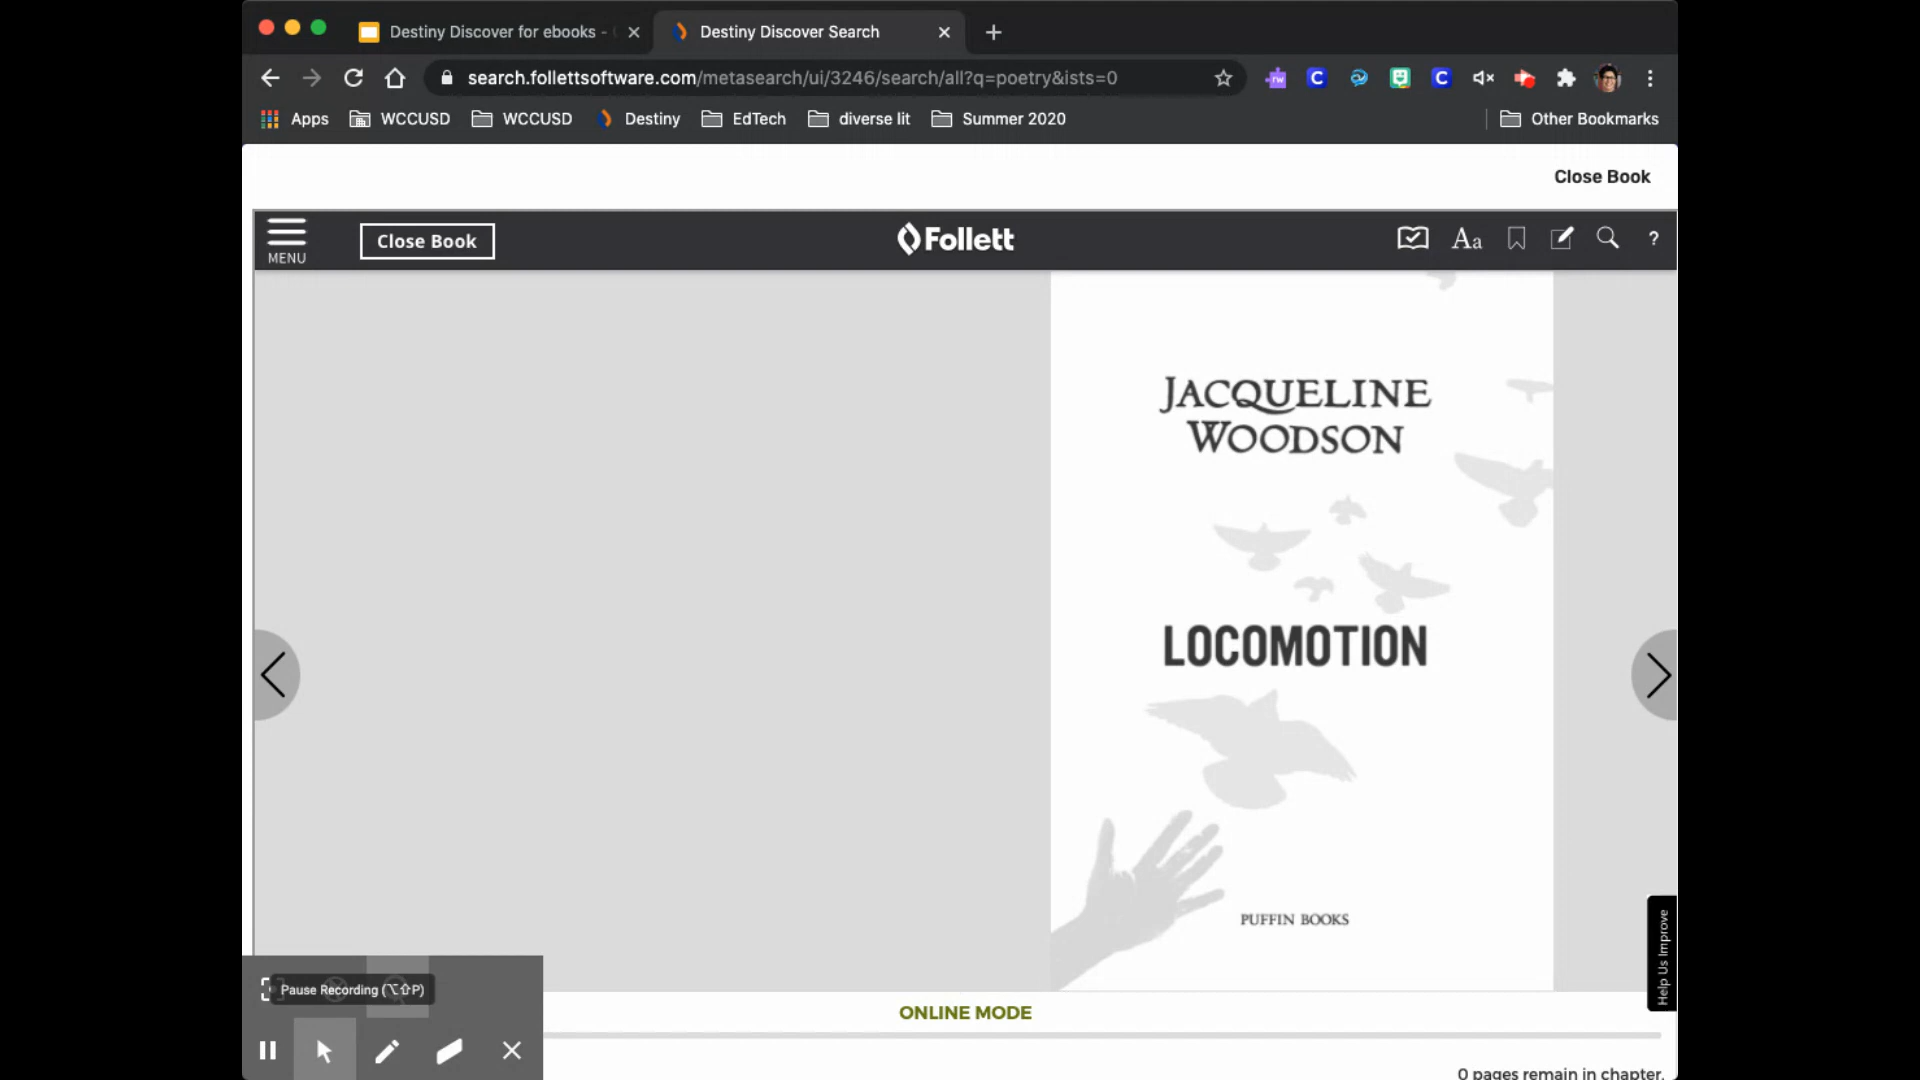 Destiny Discover for ebooks -
Destiny Discover Search
search.follettsoftware.com/metasearch/ui/3246/search/all?q=poetry&ists=0
Apps
WCCUSD
WCCUSD
Destiny
EdTech
diverse lit
Summer 2020
Other Bookmarks
Close Book
MENU
Close Book
Follett
Aa
?
JACQUELINE
WOODSON
LOCOMOTION
PUFFIN BOOKS
Help Us Improve
Pause Recording (⌥⇧P)
ONLINE MODE
0 pages remain in chapter.